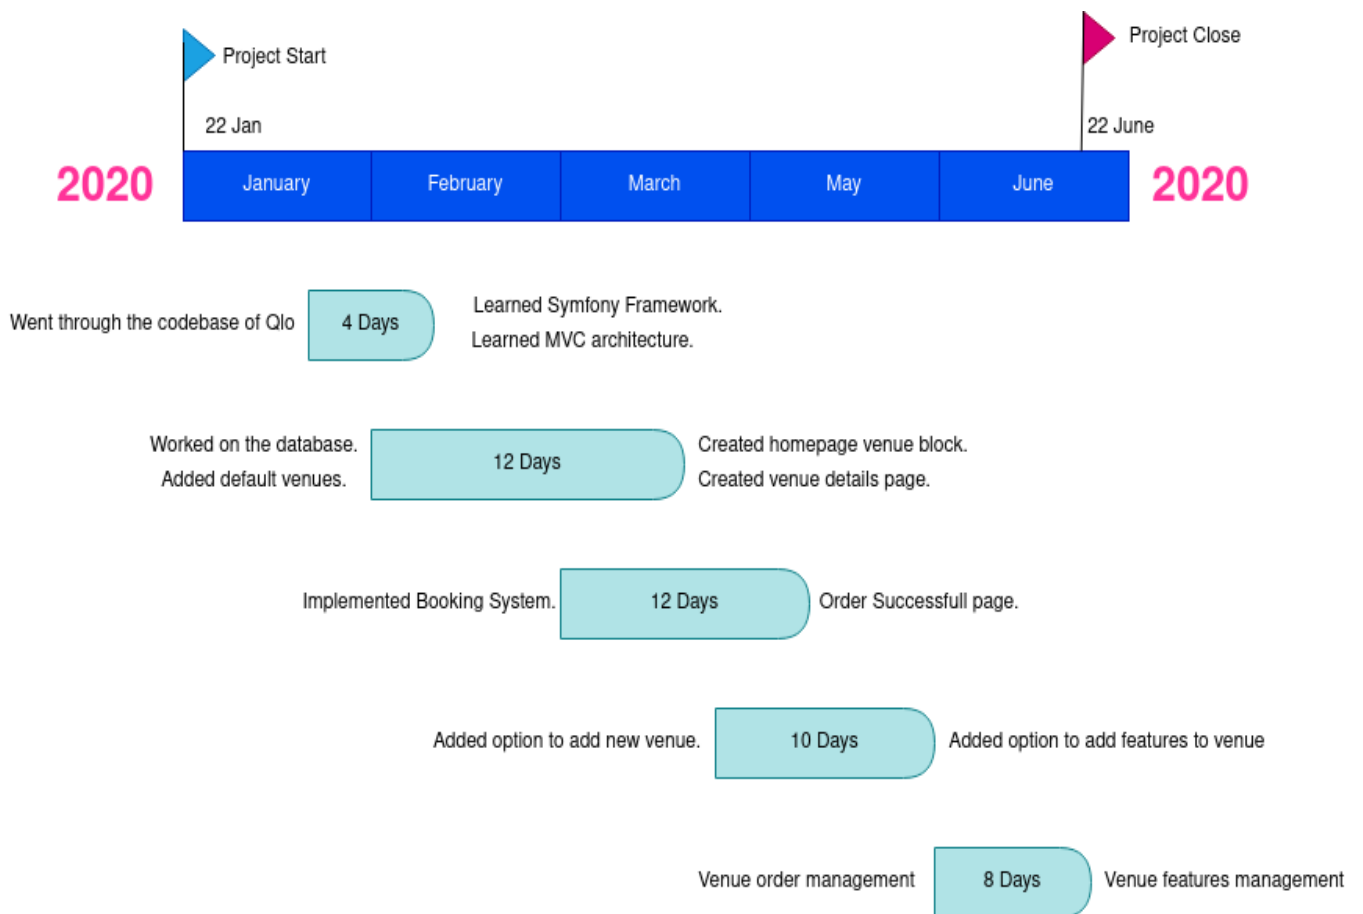 Project Start
Project Close
22 Jan
22 June
2020
January
February
March
May
June
2020
Went through the codebase of Qlo
4 Days
Learned Symfony Framework.
Learned MVC architecture.
Worked on the database.
Added default venues.
12 Days
Created homepage venue block.
Created venue details page.
Implemented Booking System.
12 Days
Order Successfull page.
Added option to add new venue.
10 Days
Added option to add features to venue
Venue order management
8 Days
Venue features management